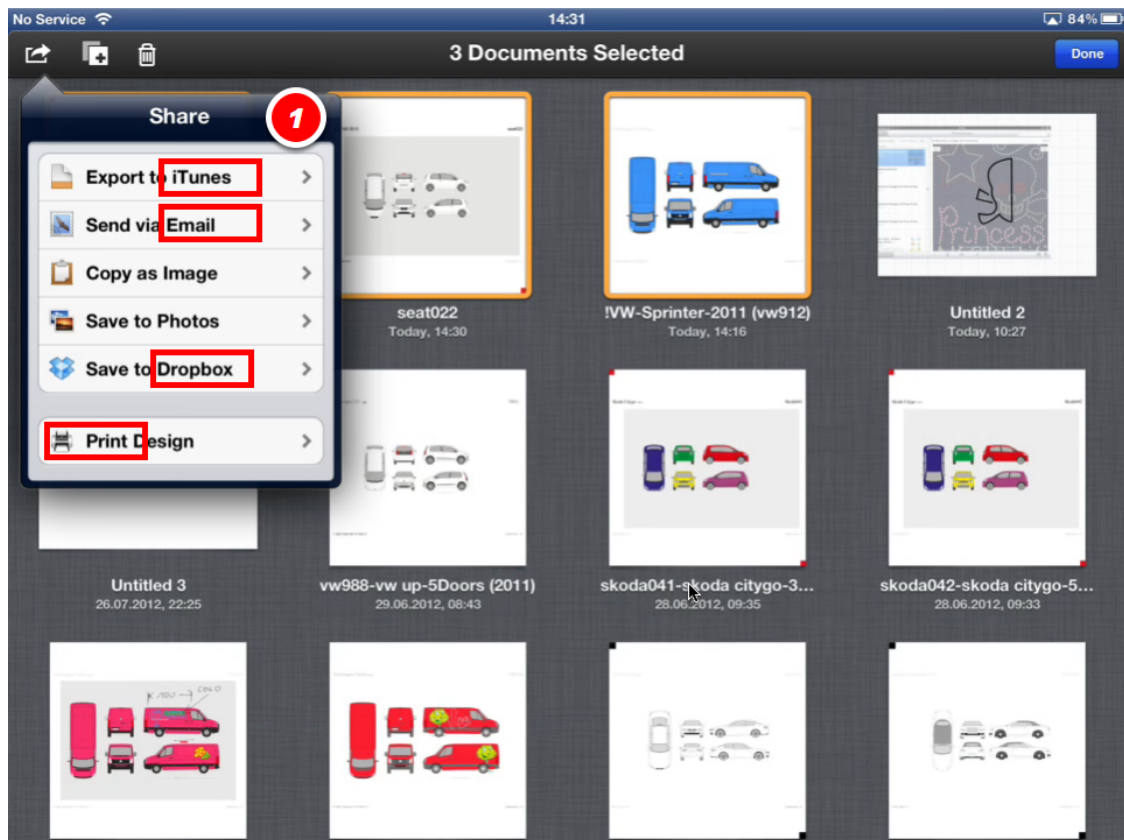 No Service
14:31
84%
3 Documents Selected
Done
Share
1
Export to iTunes
Send via Email
Copy as Image
Save to Photos
Save to Dropbox
Print Design
seat022
Today, 14:30
!VW-Sprinter-2011 (vw912)
Today, 14:16
Princess
Untitled 2
Today, 10:27
Untitled 3
26.07.2012, 22:25
vw988-vw up-5Doors (2011)
29.06.2012, 08:43
skoda041-skoda citygo-3...
28.06.2012, 09:35
skoda042-skoda citygo-5...
28.06.2012, 09:33